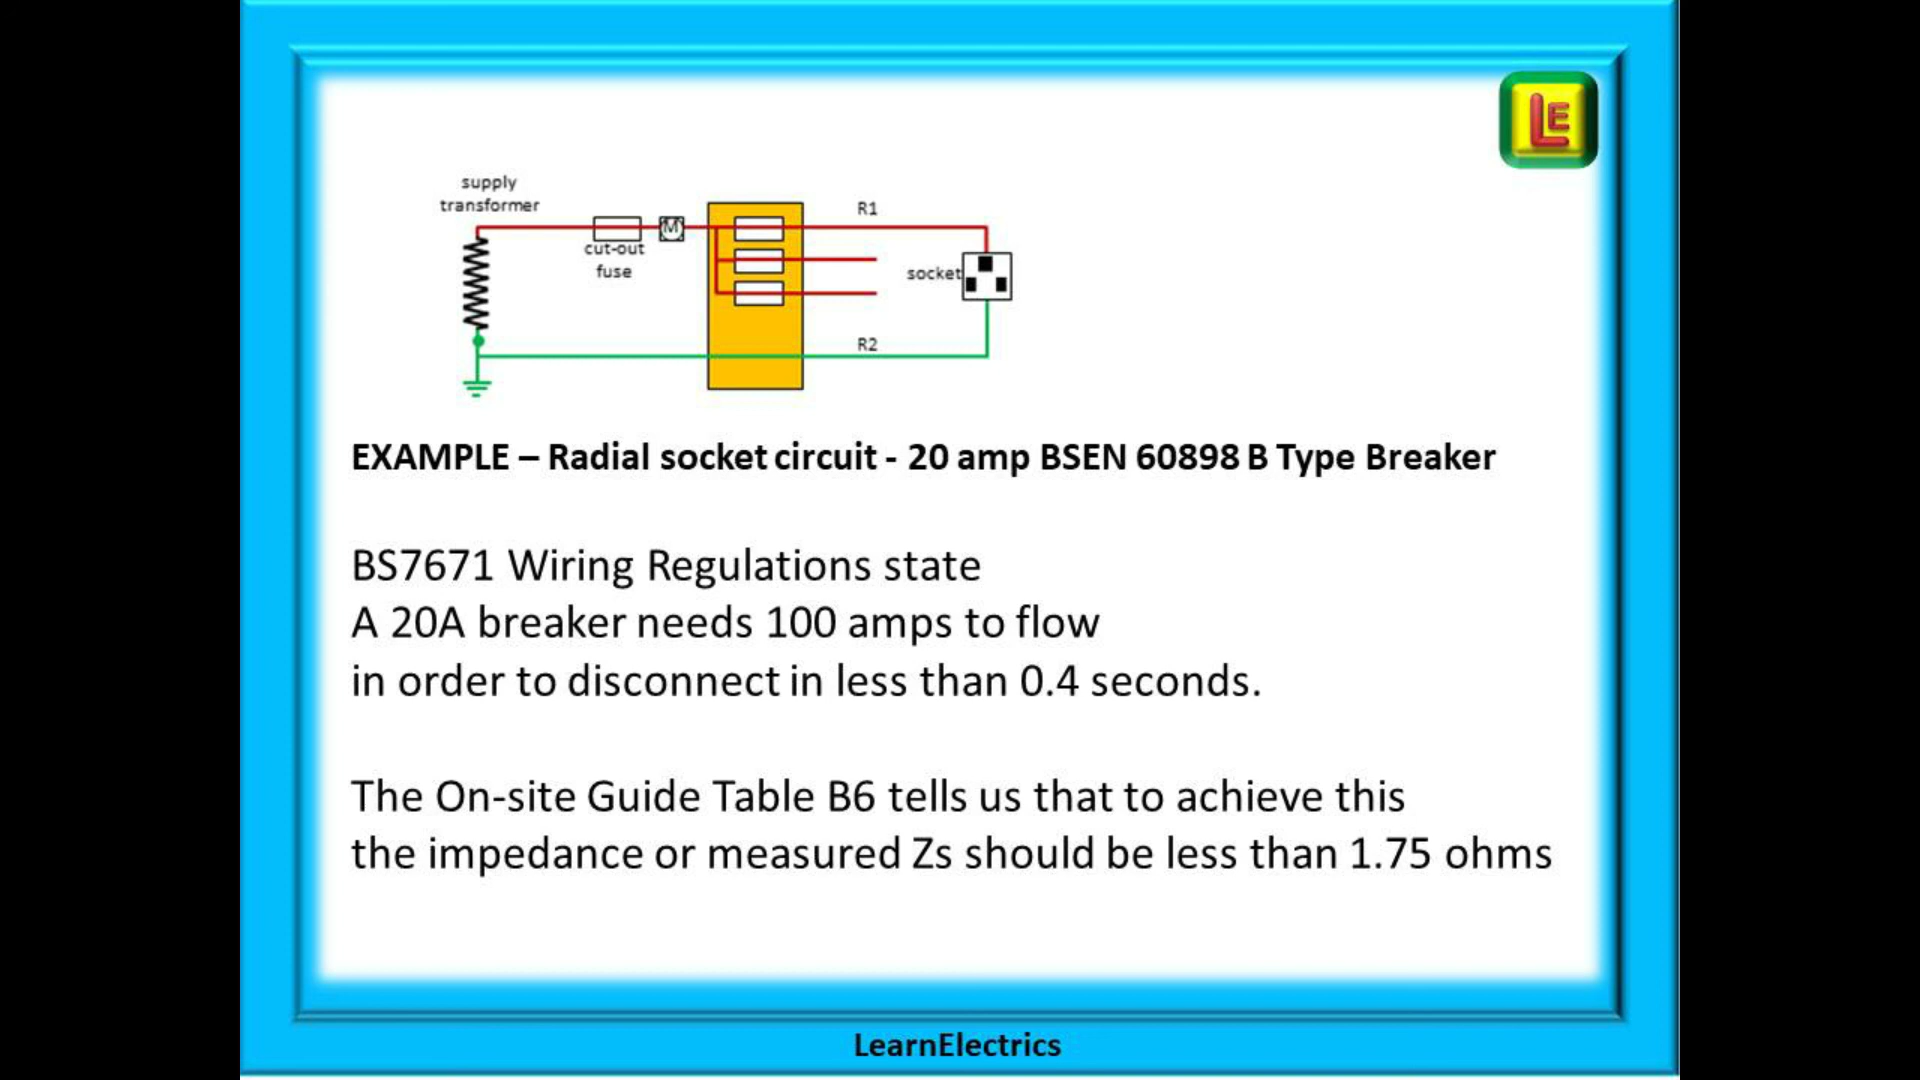 LE
supply
transformer
R1
M
cut-out
fuse
socket
R2
EXAMPLE – Radial socket circuit - 20 amp BSEN 60898 B Type Breaker
BS7671 Wiring Regulations state
A 20A breaker needs 100 amps to flow
in order to disconnect in less than 0.4 seconds.
The On-site Guide Table B6 tells us that to achieve this
the impedance or measured Zs should be less than 1.75 ohms
LearnElectrics